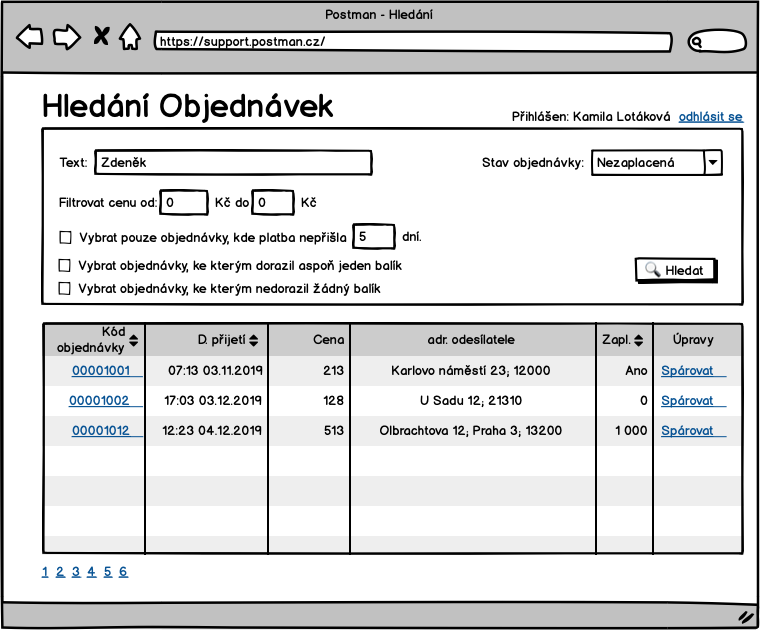 Postman - Hledání
https://support.postman.cz/
Hledání Objednávek
Přihlášen: Kamila Lotáková odhlásit se
Text: Zdeněk Stav objednávky: Nezaplacená
Filtrovat cenu od: 0 Kč do 0 Kč
Vybrat pouze objednávky, kde platba nepřišla 5 dní.
Vybrat objednávky, ke kterým dorazil aspoň jeden balík
Hledat
Vybrat objednávky, ke kterým nedorazil žádný balík
Kód objednávky D. přijetí Cena adr. odesílatele Zapl. Úpravy
00001001 07:13 03.11.2019 213 Karlovo náměstí 23; 12000 Ano Spárovat
00001002 17:03 03.12.2019 128 U Sadu 12; 21310 0 Spárovat
00001012 12:23 04.12.2019 513 Olbrachtova 12; Praha 3; 13200 1 000 Spárovat
1 2 3 4 5 6